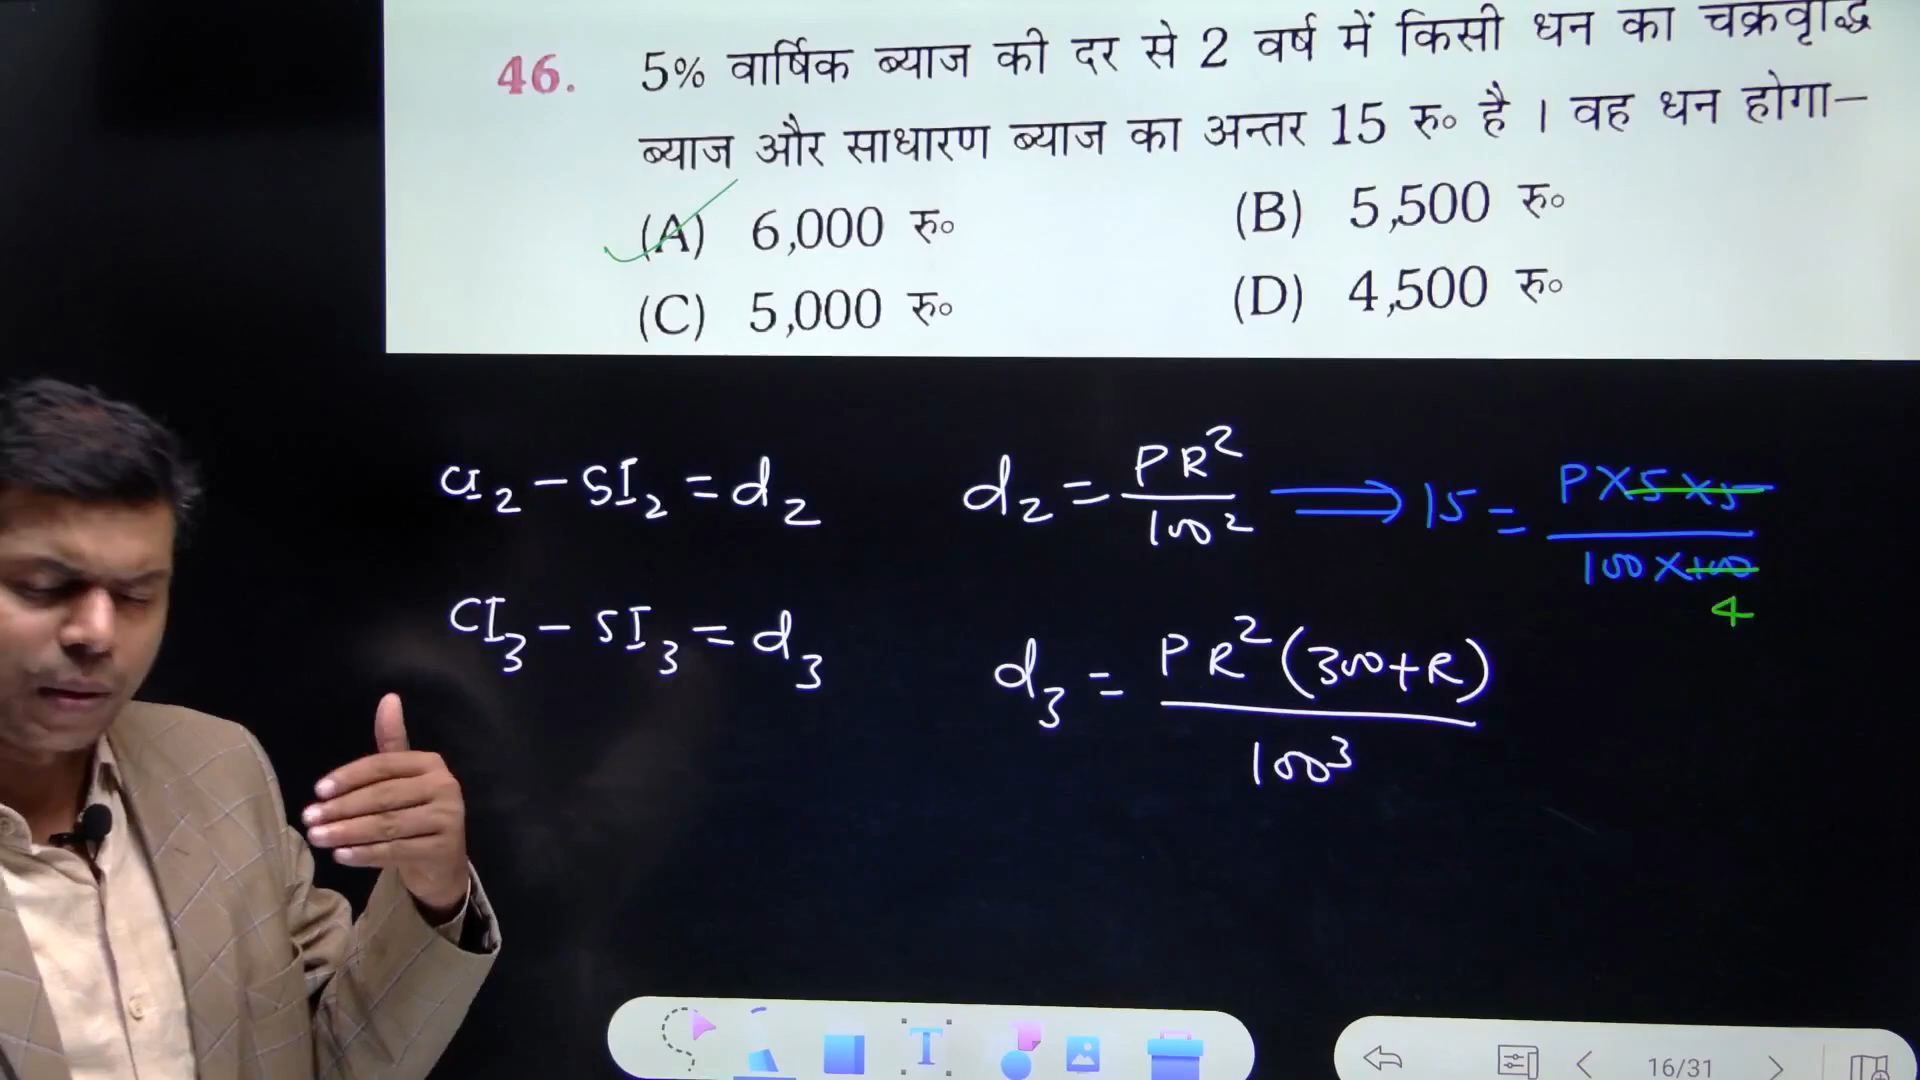 46. 5% वार्षिक ब्याज की दर से 2 वर्ष में किसी धन का चक्रवृद्धि
ब्याज और साधारण ब्याज का अन्तर 15 रु० है । वह धन होगा–
(A) 6,000 रु० (B) 5,500 रु०
(C) 5,000 रु० (D) 4,500 रु०
CI₂ − SI₂ = d₂ d₂ = PR²/100² ⟹ 15 = P×5×5/100×100
4
CI₃ − SI₃ = d₃ d₃ = PR²(300+R)/100³
T
16/31